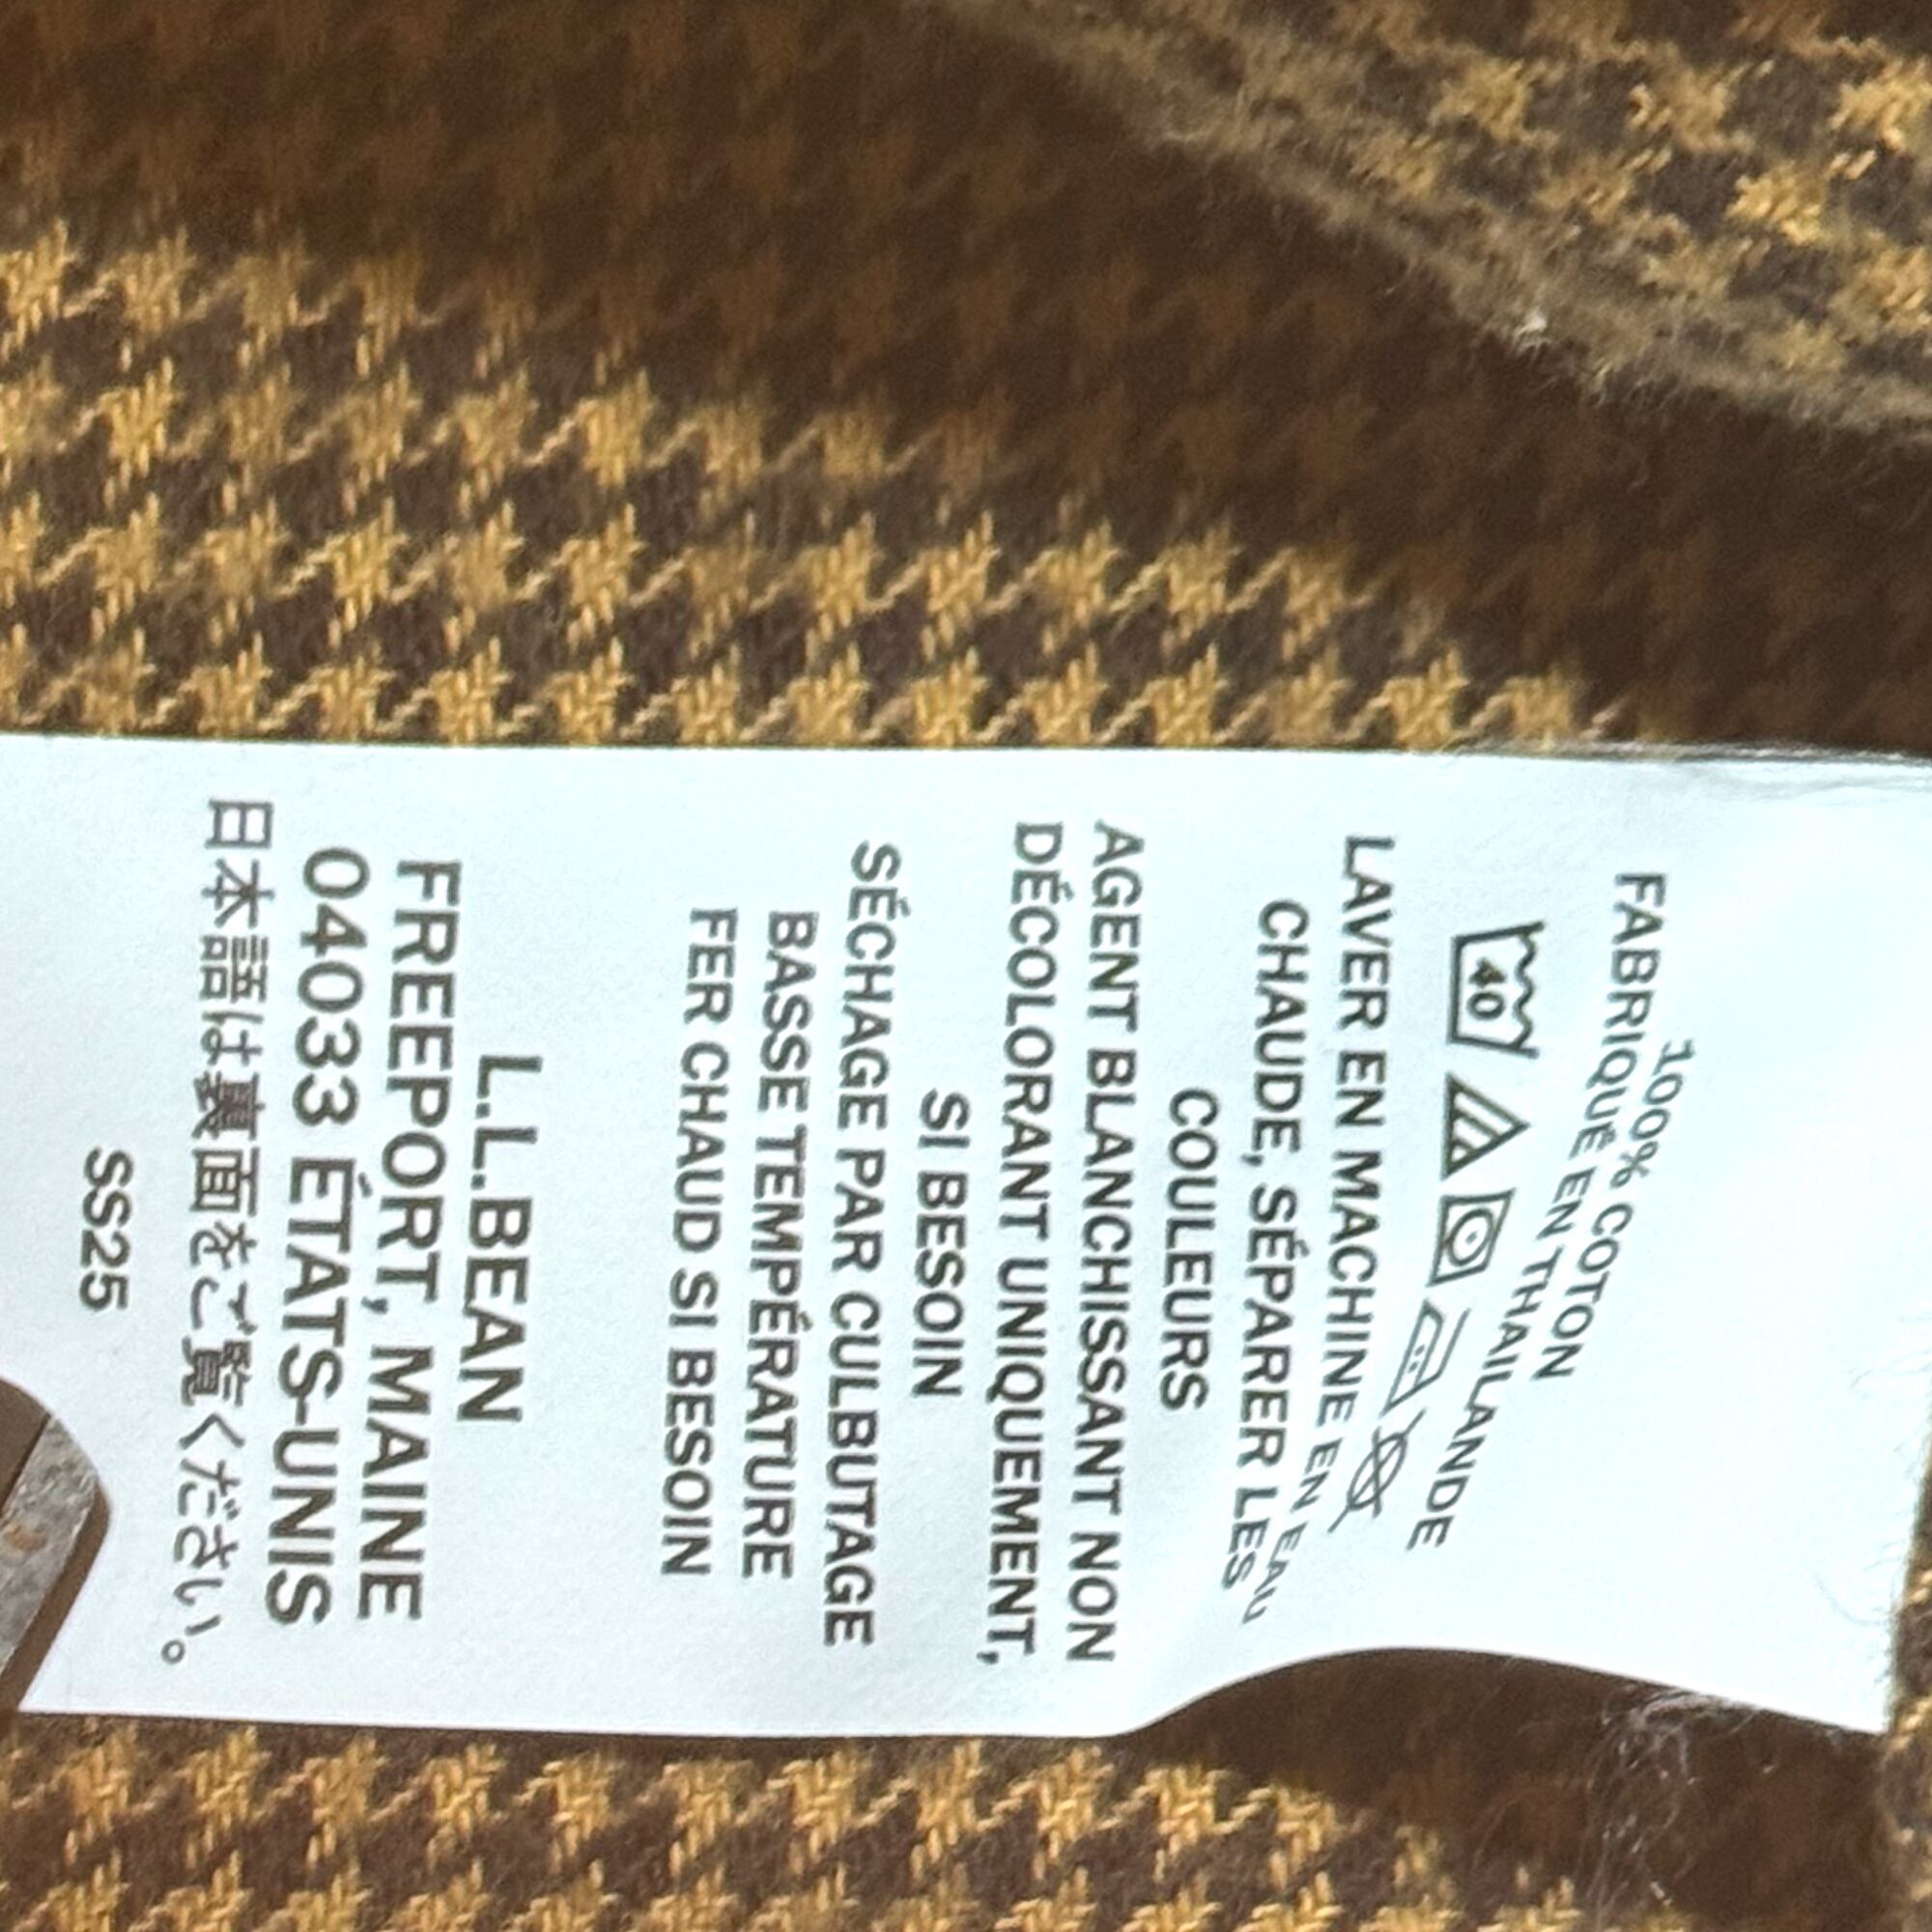 100% COTON
FABRIQUÉ EN THAILANDE
40
LAVER EN MACHINE EN EAU
CHAUDE, SÉPARER LES
COULEURS
AGENT BLANCHISSANT NON
DÉCOLORANT UNIQUEMENT,
SI BESOIN
SÉCHAGE PAR CULBUTAGE
BASSE TEMPÉRATURE
FER CHAUD SI BESOIN
L.L.BEAN
FREEPORT, MAINE
04033 ÉTATS-UNIS
日本語は裏面をご覧ください。
SS25